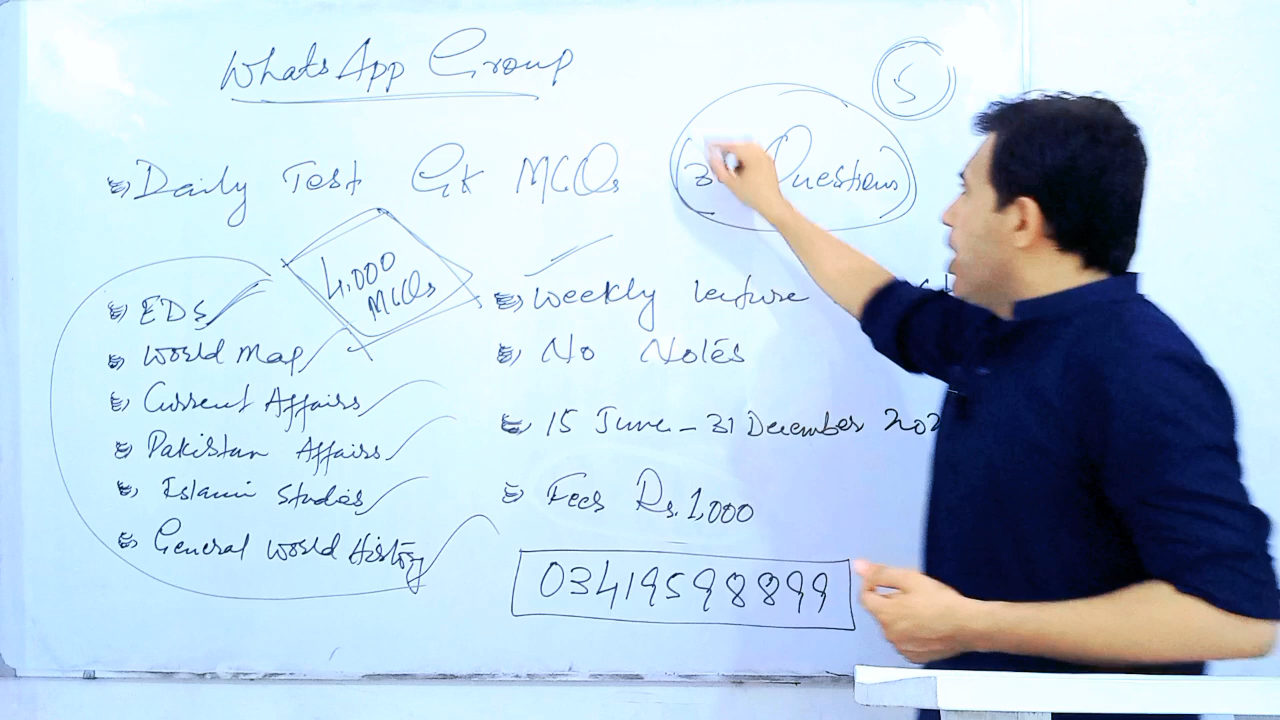 WhatsApp Group
5
Daily Test GK MCQs
Questions
4,000
MCQs
EDS
World Map
Current Affairs
Pakistan Affairs
Islamic Studies
General World History
Weekly lecture
No Notes
15 June - 31 December
Fees Rs. 1,000
03419598899